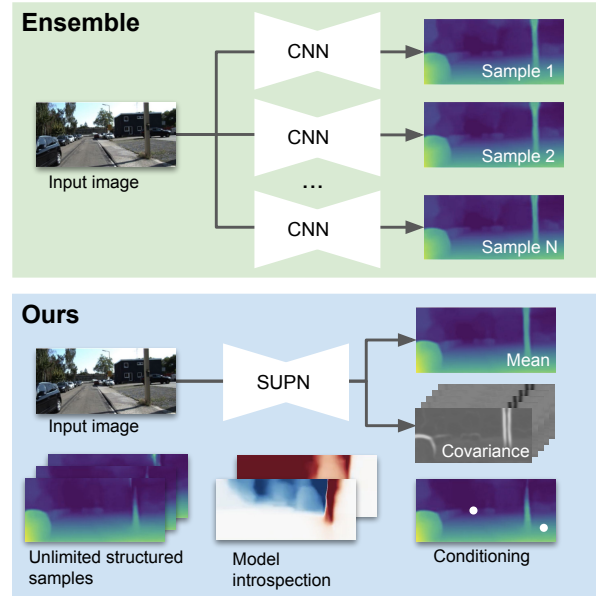 Ensemble
CNN
Sample 1
Input image
CNN
Sample 2
...
CNN
Sample N
Ours
Input image
SUPN
Mean
Covariance
Unlimited structured
samples
Model
introspection
Conditioning